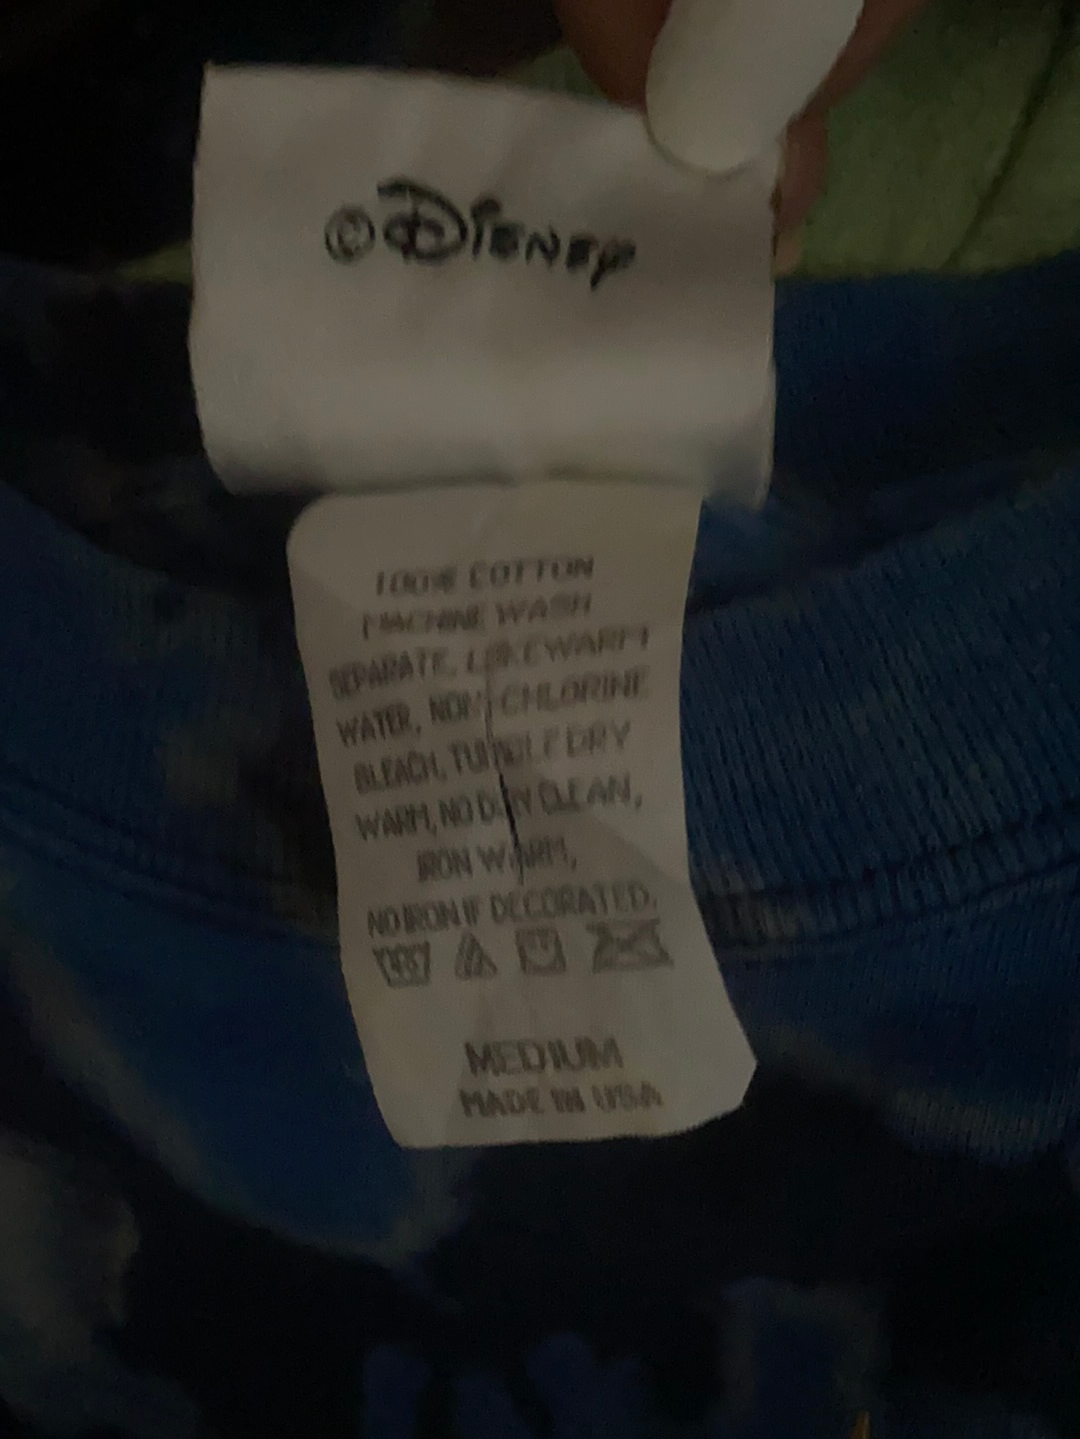 ©Disney
100% COTTON
MACHINE WASH
SEPARATE, LUKEWARM
WATER, NON-CHLORINE
BLEACH, TUMBLE DRY
WARM, NO DRY CLEAN,
IRON WARM,
NO IRON IF DECORATED.
MEDIUM
MADE IN USA